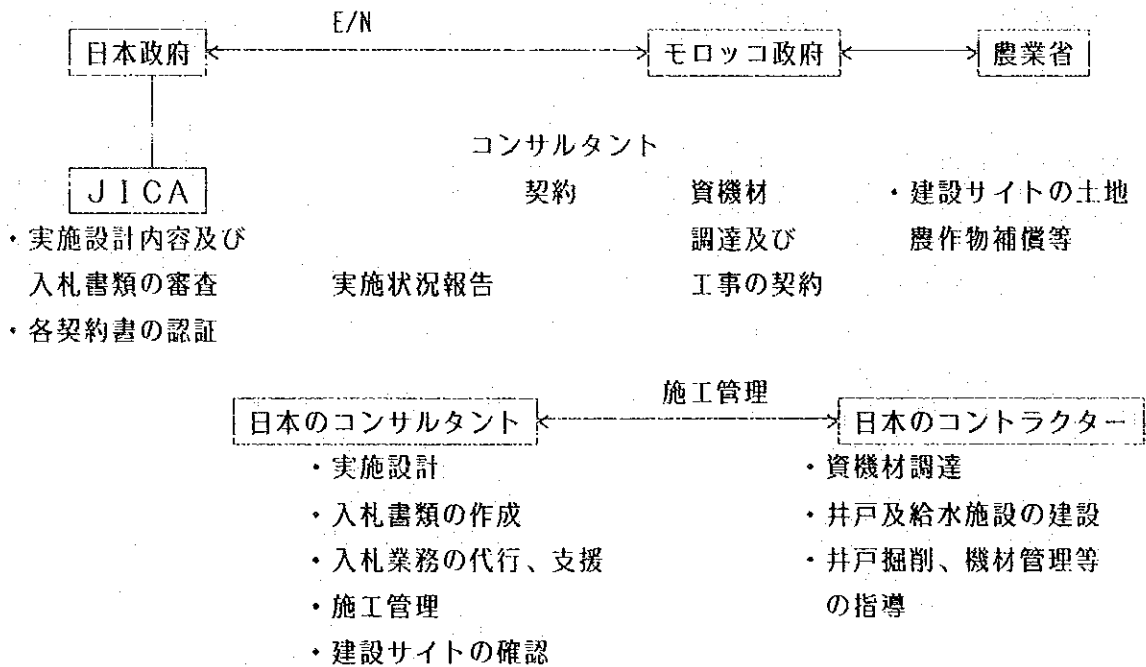 E/N
日本政府 モロッコ政府 農業省
コンサルタント
JICA 契約 資機材 ・建設サイトの土地
・実施設計内容及び 調達及び 農作物補償等
入札書類の審査 実施状況報告 工事の契約
・各契約書の認証
施工管理
日本のコンサルタント 日本のコントラクター
・実施設計 ・資機材調達
・入札書類の作成 ・井戸及給水施設の建設
・入札業務の代行、支援 ・井戸掘削、機材管理等
・施工管理 の指導
・建設サイトの確認